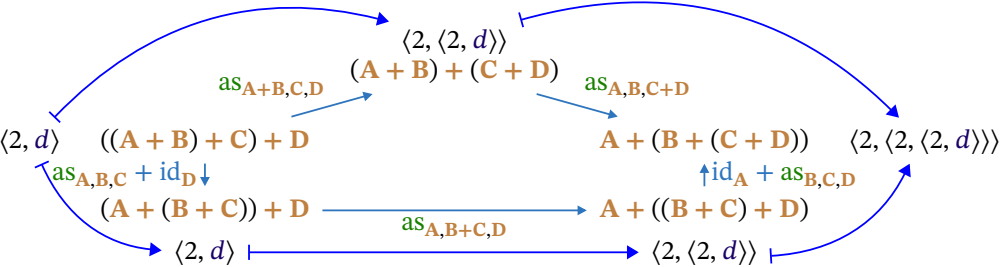 ⟨2, ⟨2, d⟩⟩
(A + B) + (C + D)
as_{A+B,C,D} as_{A,B,C+D}
⟨2, d⟩ ((A + B) + C) + D A + (B + (C + D)) ⟨2, ⟨2, ⟨2, d⟩⟩⟩
as_{A,B,C} + id_D ↓ ↑ id_A + as_{B,C,D}
(A + (B + C)) + D A + ((B + C) + D)
as_{A,B+C,D}
⟨2, d⟩ ⟨2, ⟨2, d⟩⟩